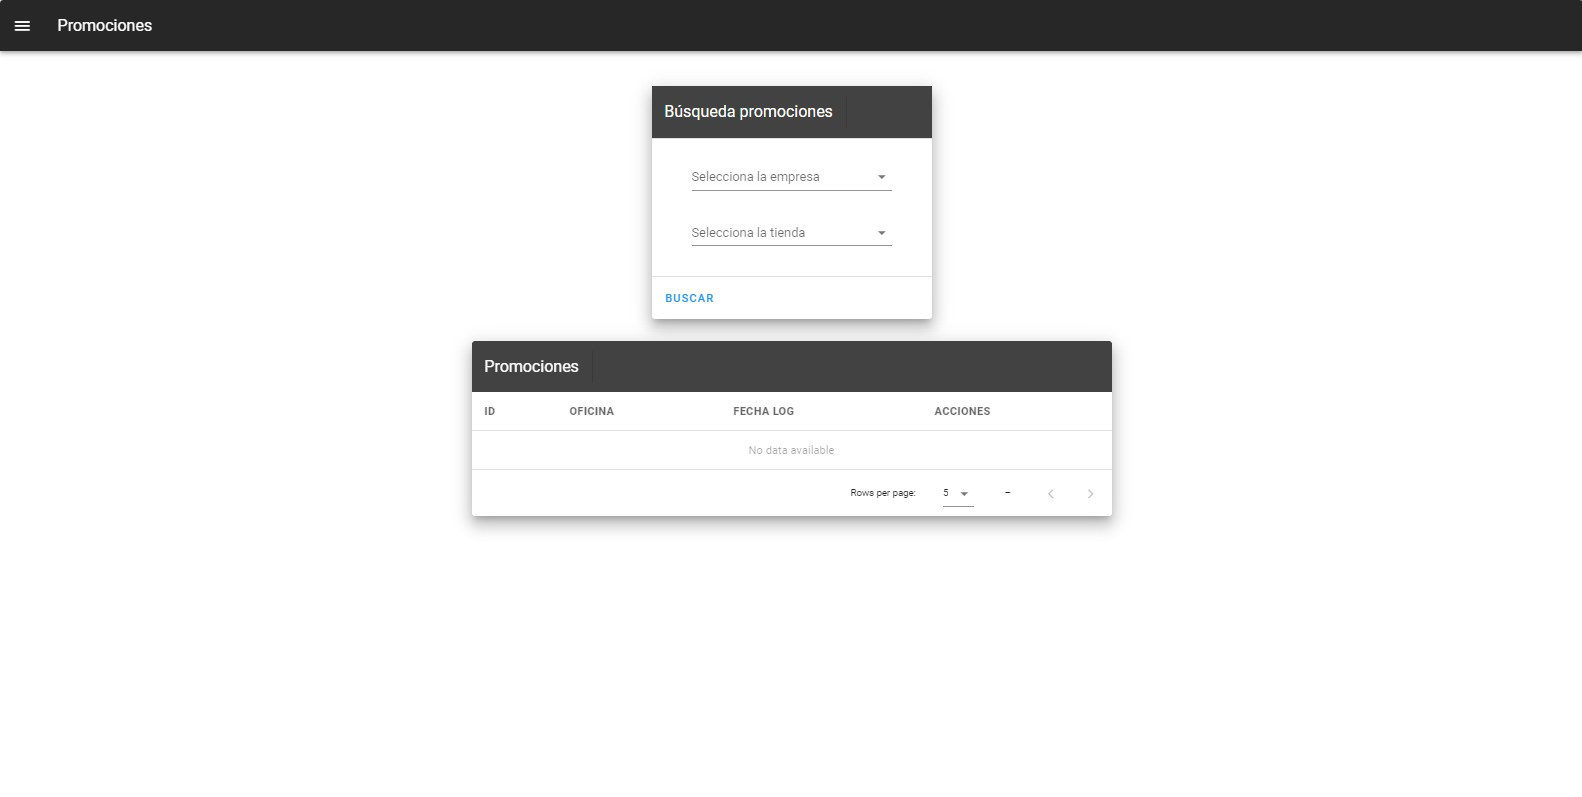 Promociones
Búsqueda promociones
Selecciona la empresa
Selecciona la tienda
BUSCAR
Promociones
ID OFICINA FECHA LOG ACCIONES
No data available
Rows per page: 5 –